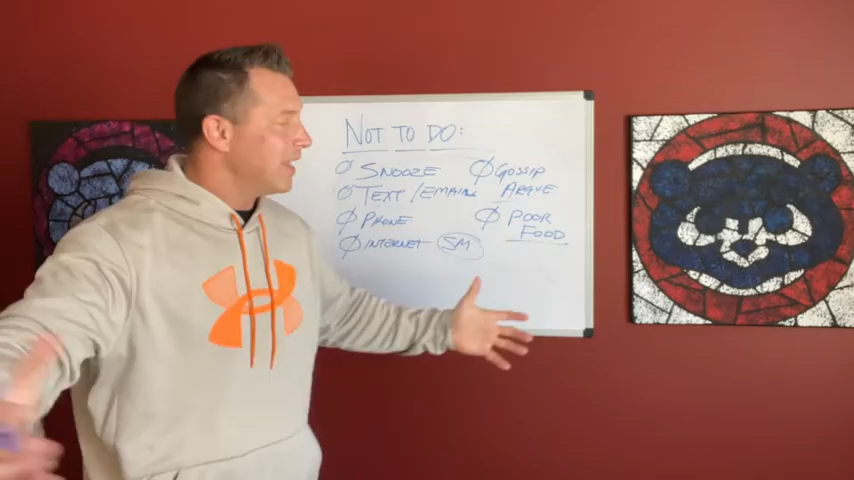 NOT TO DO:
Ø SNOOZE
Ø TEXT/EMAIL
Ø PHONE
Ø INTERNET SM
Ø GOSSIP
ARGUE
Ø POOR
FOOD